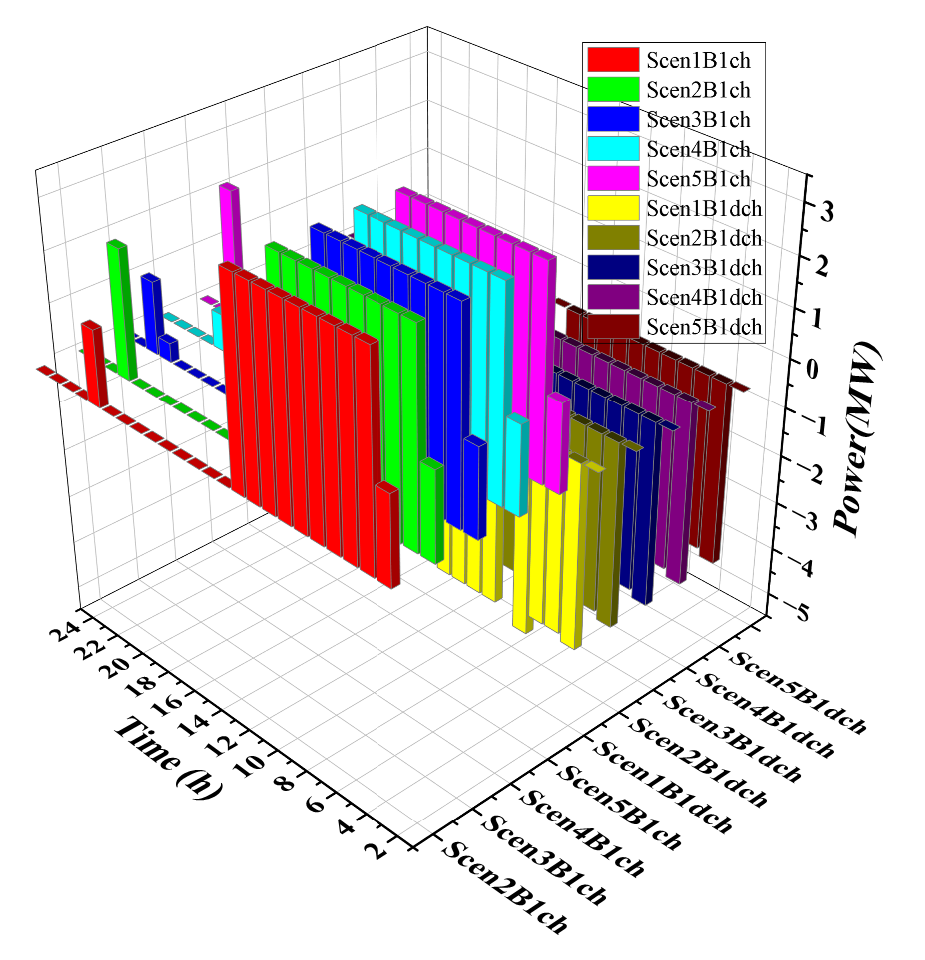 Scen1B1ch
Scen2B1ch
Scen3B1ch
Scen4B1ch
Scen5B1ch
Scen1B1dch
Scen2B1dch
Scen3B1dch
Scen4B1dch
Scen5B1dch
3
2
1
0
−1
−2
−3
−4
−5
Power(MW)
24
22
20
18
16
14
12
10
8
6
4
2
Time (h)
Scen5B1dch
Scen4B1dch
Scen3B1dch
Scen2B1dch
Scen1B1dch
Scen5B1ch
Scen4B1ch
Scen3B1ch
Scen2B1ch